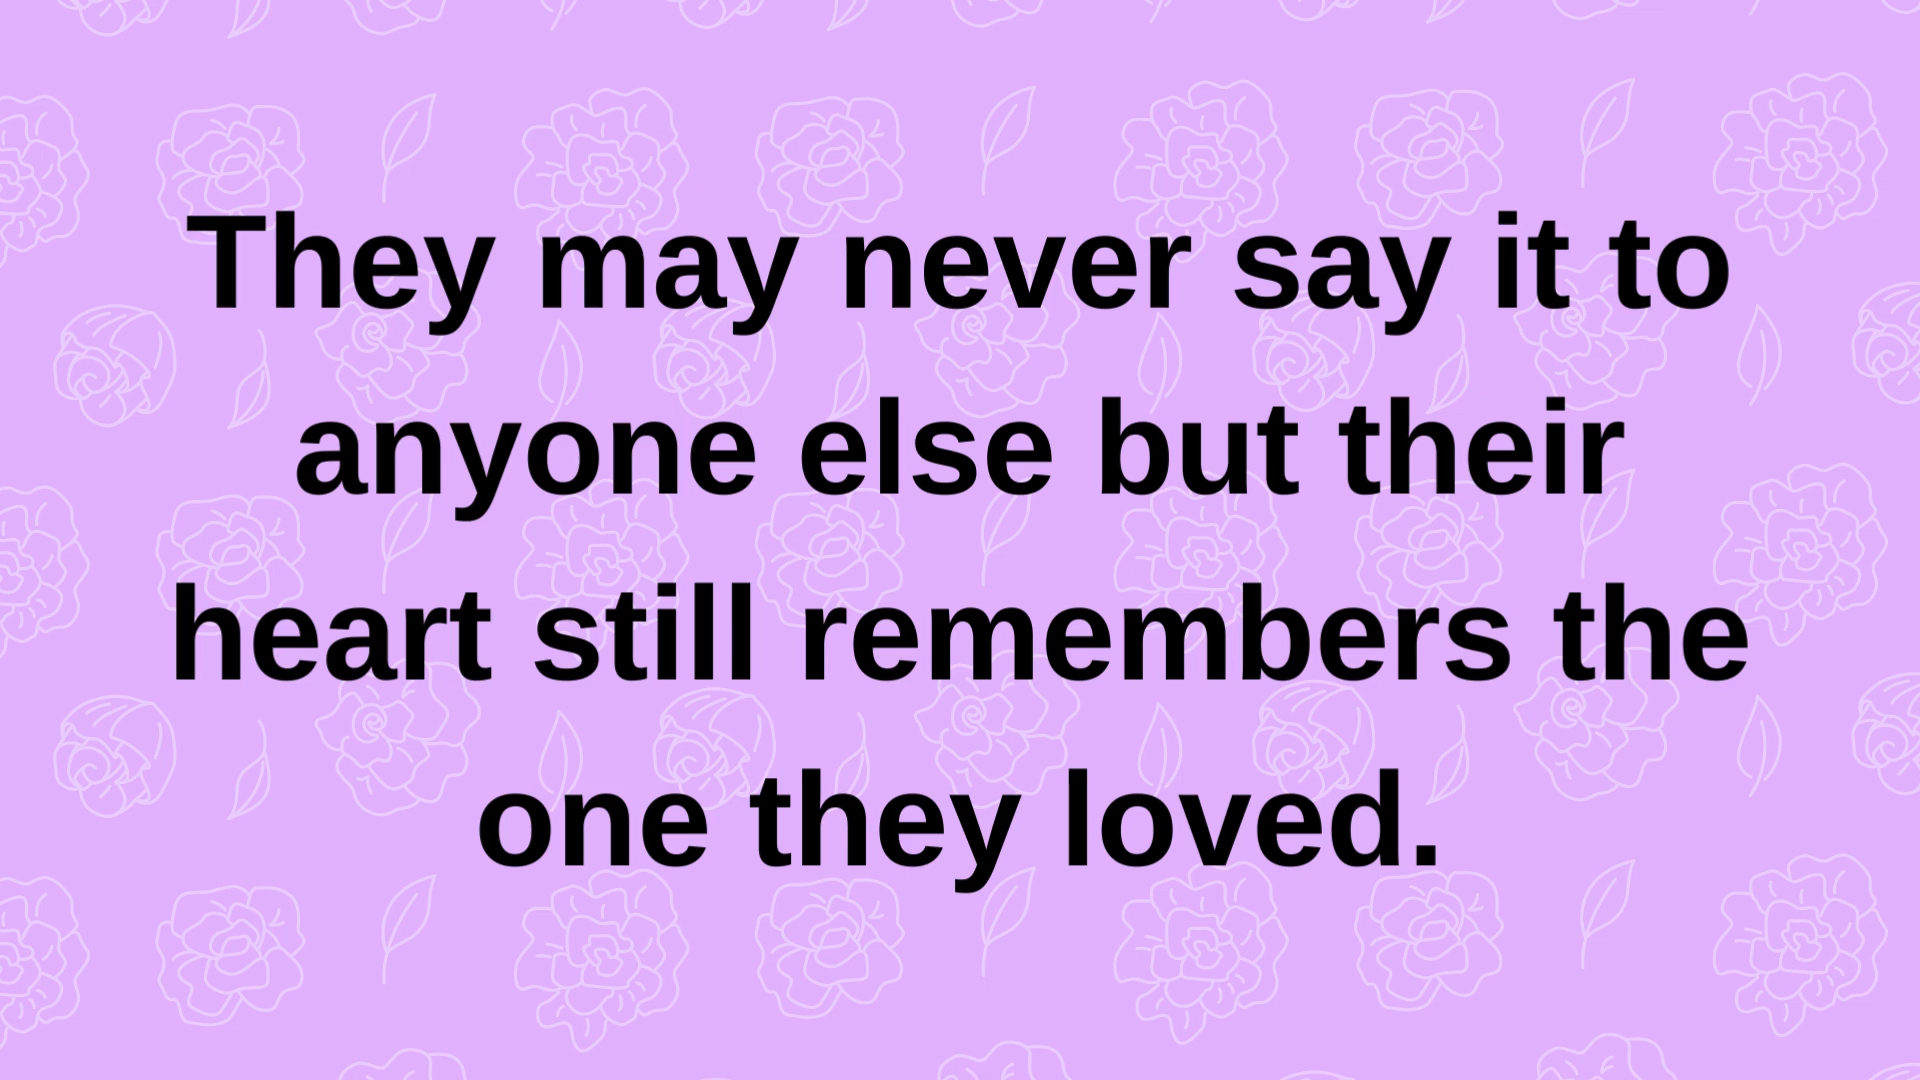 They may never say it to
anyone else but their
heart still remembers the
one they loved.